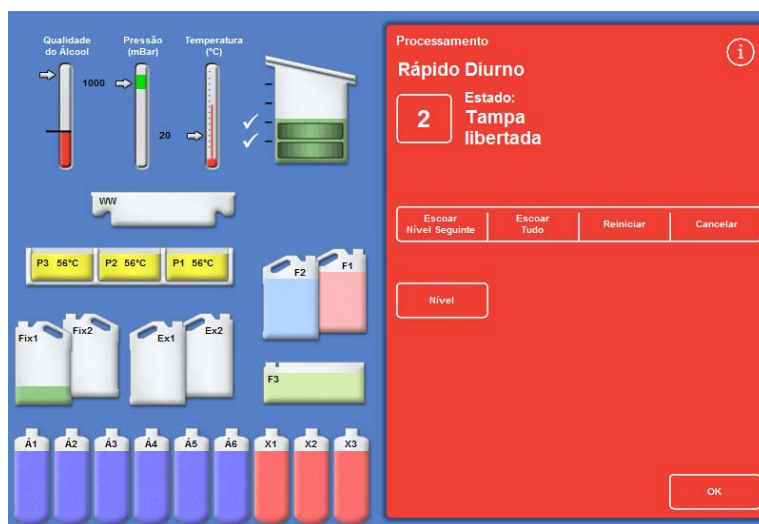 Qualidade
do Álcool
Pressão
(mBar)
Temperatura
(ºC)
1000
20
WW
P3 56°C
P2 56°C
P1 56°C
F2
F1
Fix1
Fix2
Ex1
Ex2
F3
Á1
Á2
Á3
Á4
Á5
Á6
X1
X2
X3
Processamento
i
Rápido Diurno
2
Estado:
Tampa
libertada
Escoar
Nível Seguinte
Escoar
Tudo
Reiniciar
Cancelar
Nível
OK